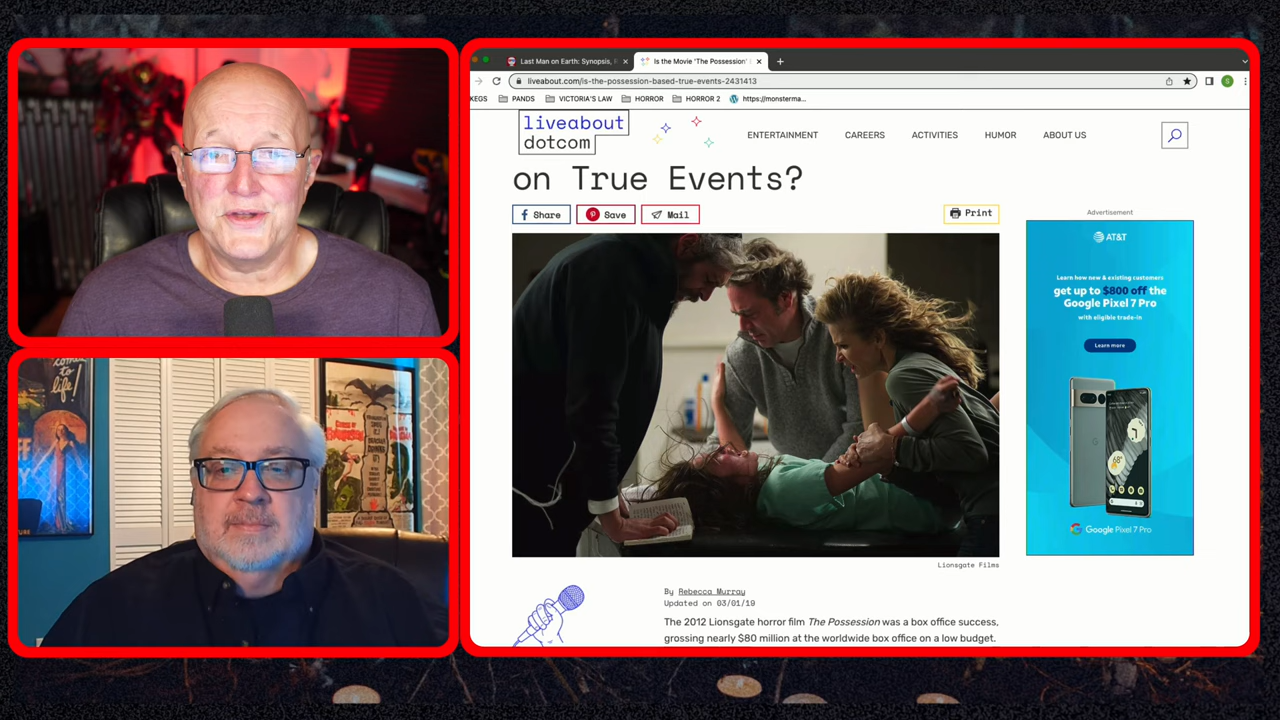 Last Man on Earth: Synopsis, R
Is the Movie 'The Possession'
liveabout.com/is-the-possession-based-true-events-2431413
S
KEGS
PANDS
VICTORIA'S LAW
HORROR
HORROR 2
https://monsterma...
liveabout
dotcom
ENTERTAINMENT
CAREERS
ACTIVITIES
HUMOR
ABOUT US
on True Events?
Share
Save
Mail
Print
Advertisement
AT&T
Learn how new & existing customers
get up to $800 off the
Google Pixel 7 Pro
with eligible trade-in
Learn more
Google Pixel 7 Pro
Lionsgate Films
By Rebecca Murray
Updated on 03/01/19
The 2012 Lionsgate horror film The Possession was a box office success,
grossing nearly $80 million at the worldwide box office on a low budget.
to
life!